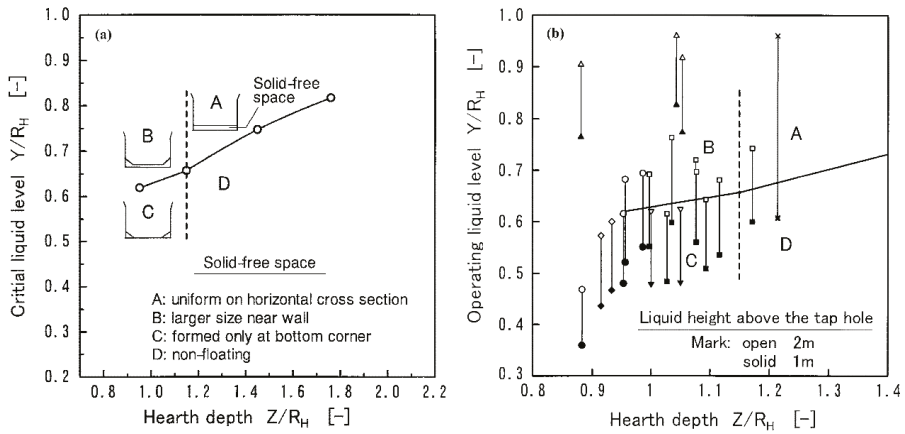 (a)
Critial liquid level Y/R_H [-]
1.0
0.9
0.8
0.7
0.6
0.5
0.4
0.3
0.2
A
Solid-free
space
B
C
D
Solid-free space
A: uniform on horizontal cross section
B: larger size near wall
C: formed only at bottom corner
D: non-floating
0.6 0.8 1.0 1.2 1.4 1.6 1.8 2.0
Hearth depth Z/R_H [-]
(b)
Operating liquid level Y/R_H [-]
1.0
0.9
0.8
0.7
0.6
0.5
0.4
0.3
A
B
C
D
Liquid height above the tap hole
Mark: open 2m
solid 1m
0.8 0.9 1 1.1 1.2 1.3 1.4
Hearth depth Z/R_H [-]